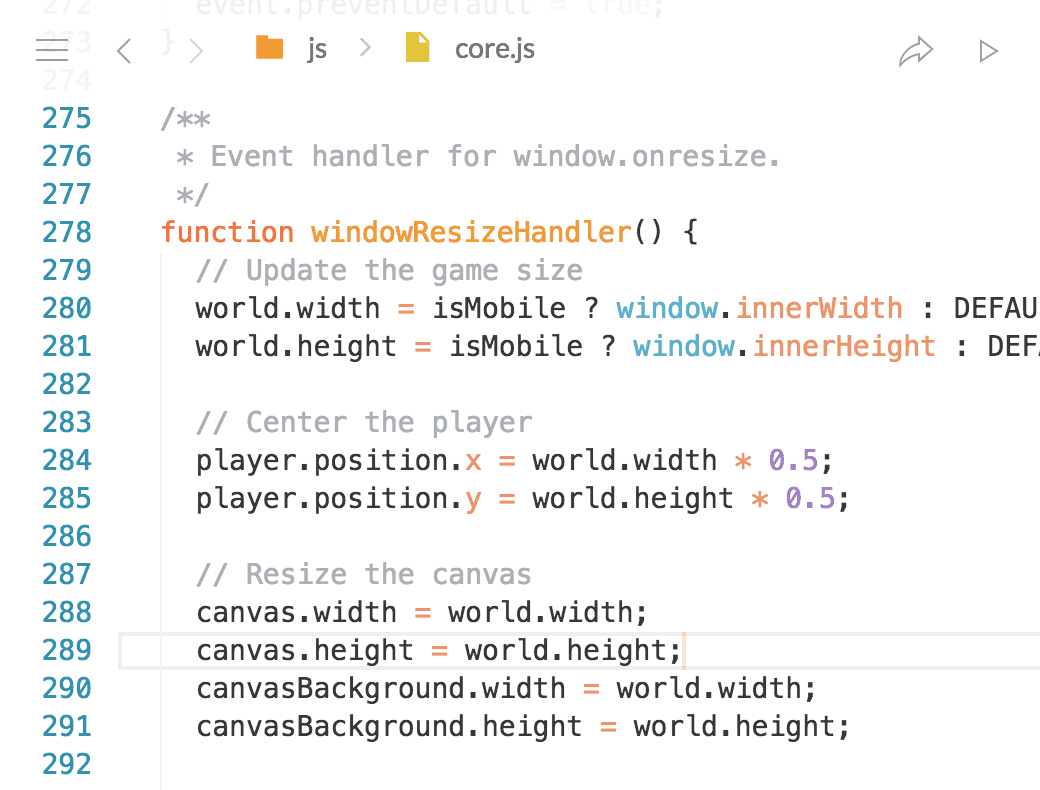 272 event.preventDefault = true;
273 }
js core.js
274
275 /**
276 * Event handler for window.onresize.
277 */
278 function windowResizeHandler() {
279 // Update the game size
280 world.width = isMobile ? window.innerWidth : DEFAU
281 world.height = isMobile ? window.innerHeight : DEF
282
283 // Center the player
284 player.position.x = world.width * 0.5;
285 player.position.y = world.height * 0.5;
286
287 // Resize the canvas
288 canvas.width = world.width;
289 canvas.height = world.height;
290 canvasBackground.width = world.width;
291 canvasBackground.height = world.height;
292